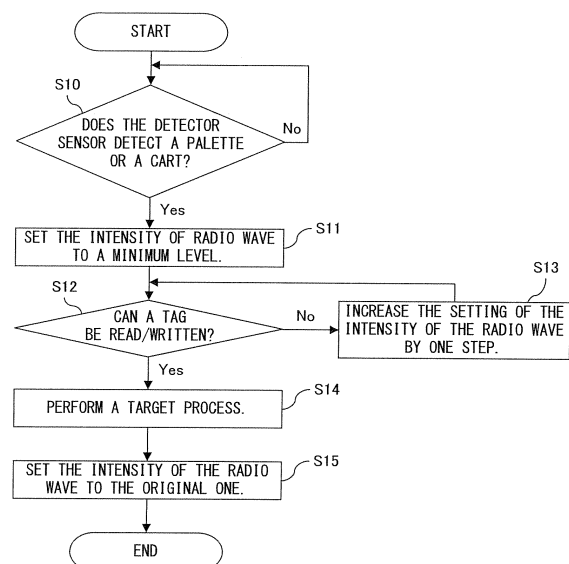 START
S10
DOES THE DETECTOR
SENSOR DETECT A PALETTE
OR A CART?
No
Yes
SET THE INTENSITY OF RADIO WAVE
TO A MINIMUM LEVEL.
S11
S12
CAN A TAG
BE READ/WRITTEN?
No
S13
INCREASE THE SETTING OF THE
INTENSITY OF THE RADIO WAVE
BY ONE STEP.
Yes
PERFORM A TARGET PROCESS.
S14
SET THE INTENSITY OF THE RADIO
WAVE TO THE ORIGINAL ONE.
S15
END